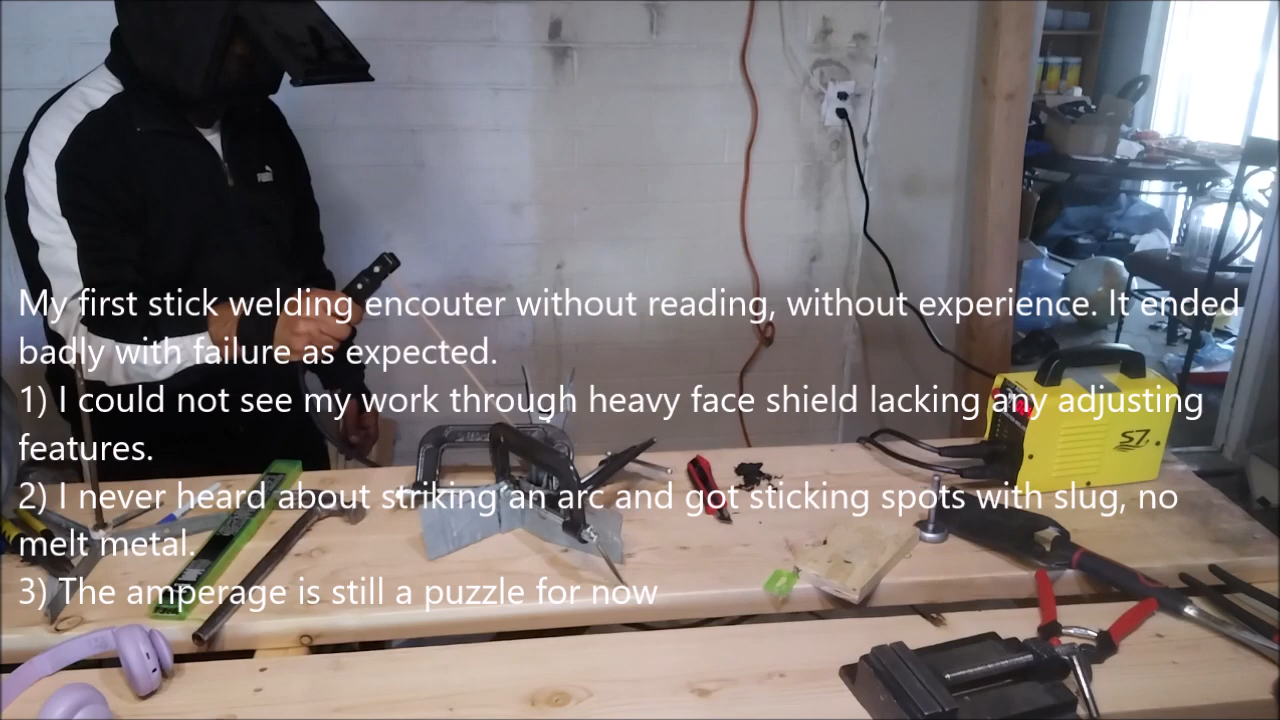 PUMA
My first stick welding encouter without reading, without experience. It ended
badly with failure as expected.
1) I could not see my work through heavy face shield lacking any adjusting
features.
2) I never heard about striking an arc and got sticking spots with slug, no
melt metal.
3) The amperage is still a puzzle for now